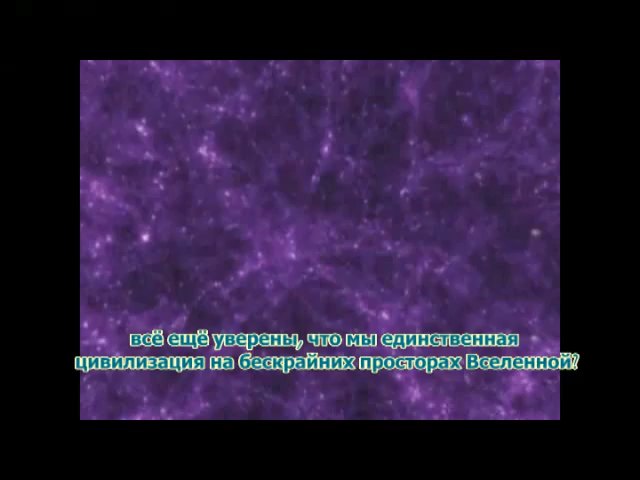 всё ещё уверены, что мы единственная
цивилизация на бескрайних просторах Вселенной?